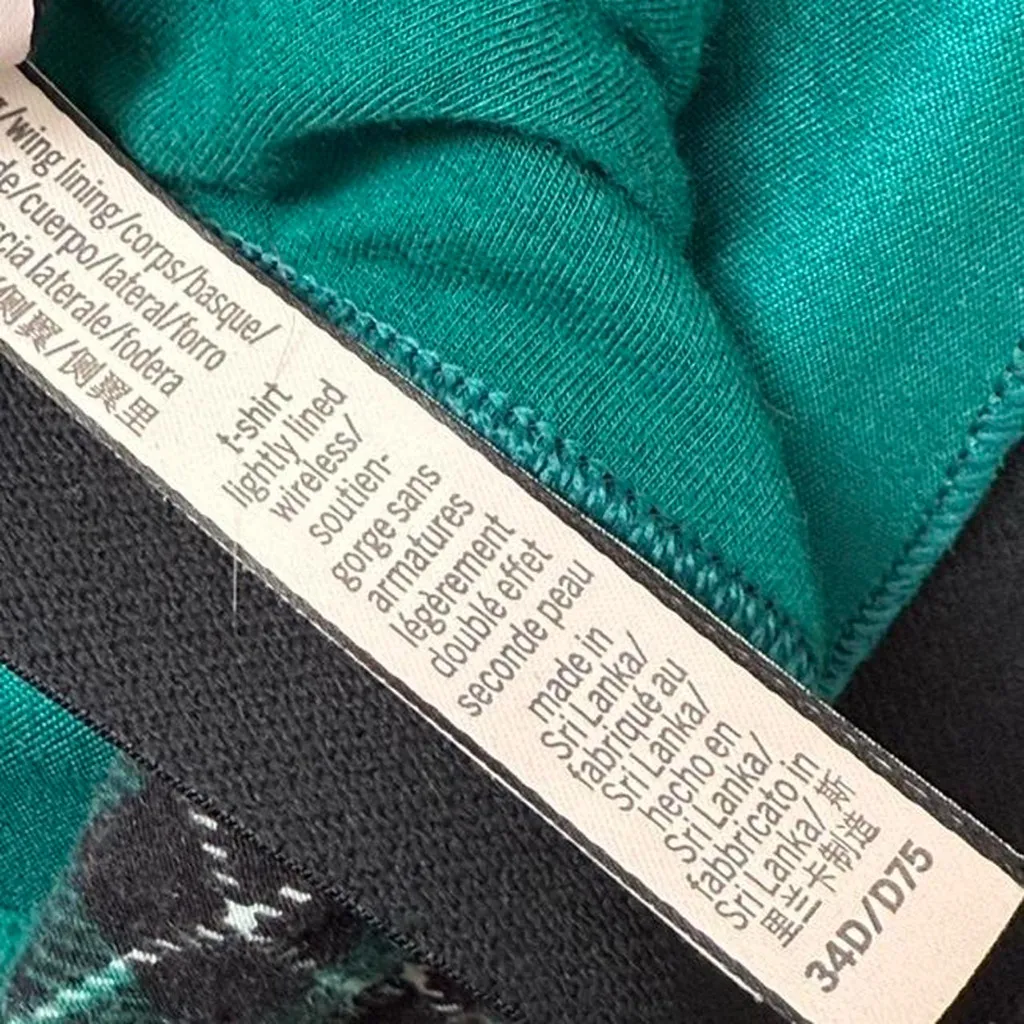 /wing lining/corps/basque/
de/cuerpo/lateral/forro
scia laterale/fodera
侧翼/侧翼里
t-shirt
lightly lined
wireless/
soutien-
gorge sans
armatures
légèrement
doublé effet
seconde peau
made in
Sri Lanka/
fabriqué au
Sri Lanka/
hecho en
Sri Lanka/
fabbricato in
Sri Lanka/斯
里兰卡制造
34D/D75